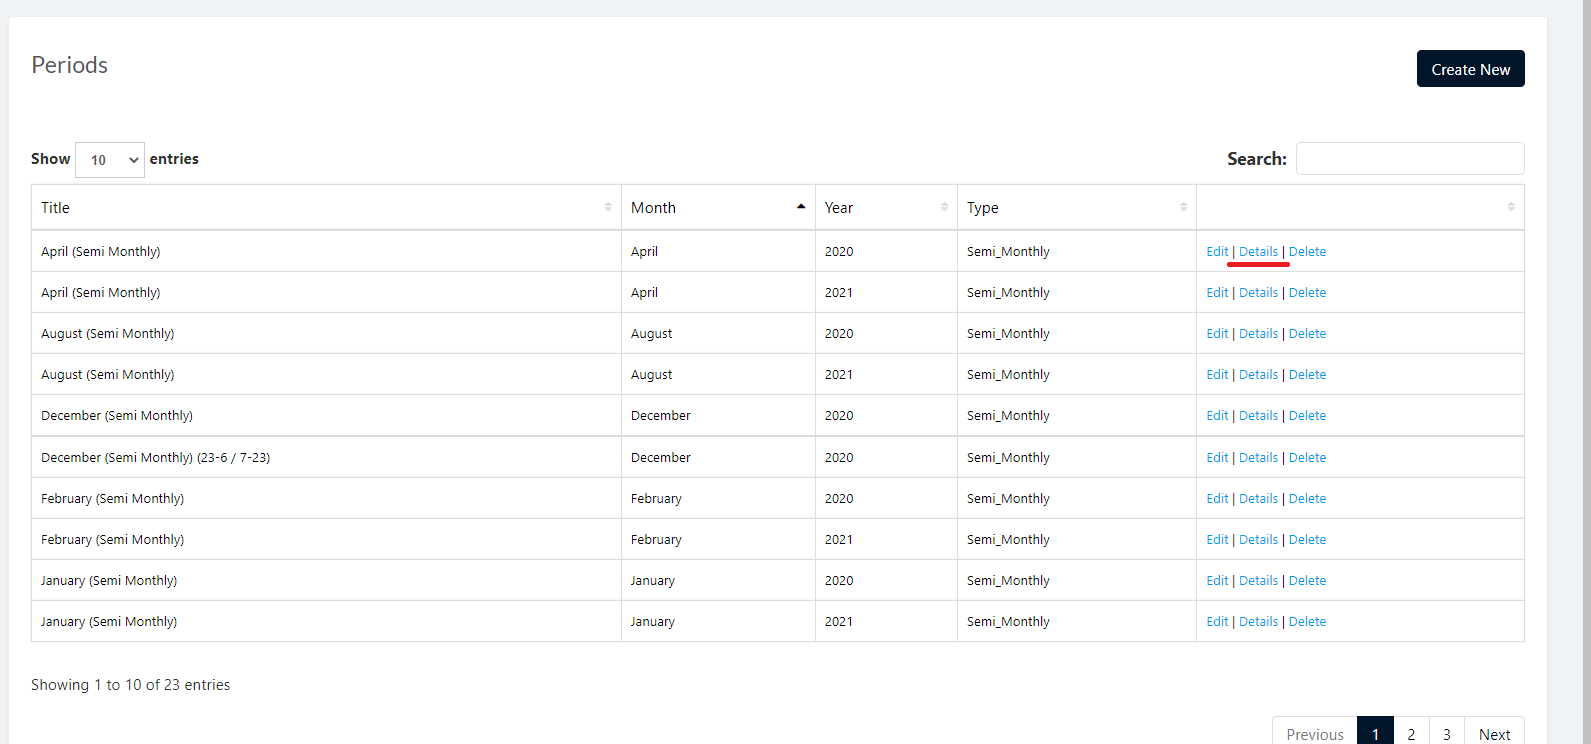 Periods
Create New
Show 10 entries
Search:
Title Month Year Type
April (Semi Monthly) April 2020 Semi_Monthly Edit | Details | Delete
April (Semi Monthly) April 2021 Semi_Monthly Edit | Details | Delete
August (Semi Monthly) August 2020 Semi_Monthly Edit | Details | Delete
August (Semi Monthly) August 2021 Semi_Monthly Edit | Details | Delete
December (Semi Monthly) December 2020 Semi_Monthly Edit | Details | Delete
December (Semi Monthly) (23-6 / 7-23) December 2020 Semi_Monthly Edit | Details | Delete
February (Semi Monthly) February 2020 Semi_Monthly Edit | Details | Delete
February (Semi Monthly) February 2021 Semi_Monthly Edit | Details | Delete
January (Semi Monthly) January 2020 Semi_Monthly Edit | Details | Delete
January (Semi Monthly) January 2021 Semi_Monthly Edit | Details | Delete
Showing 1 to 10 of 23 entries
Previous 1 2 3 Next